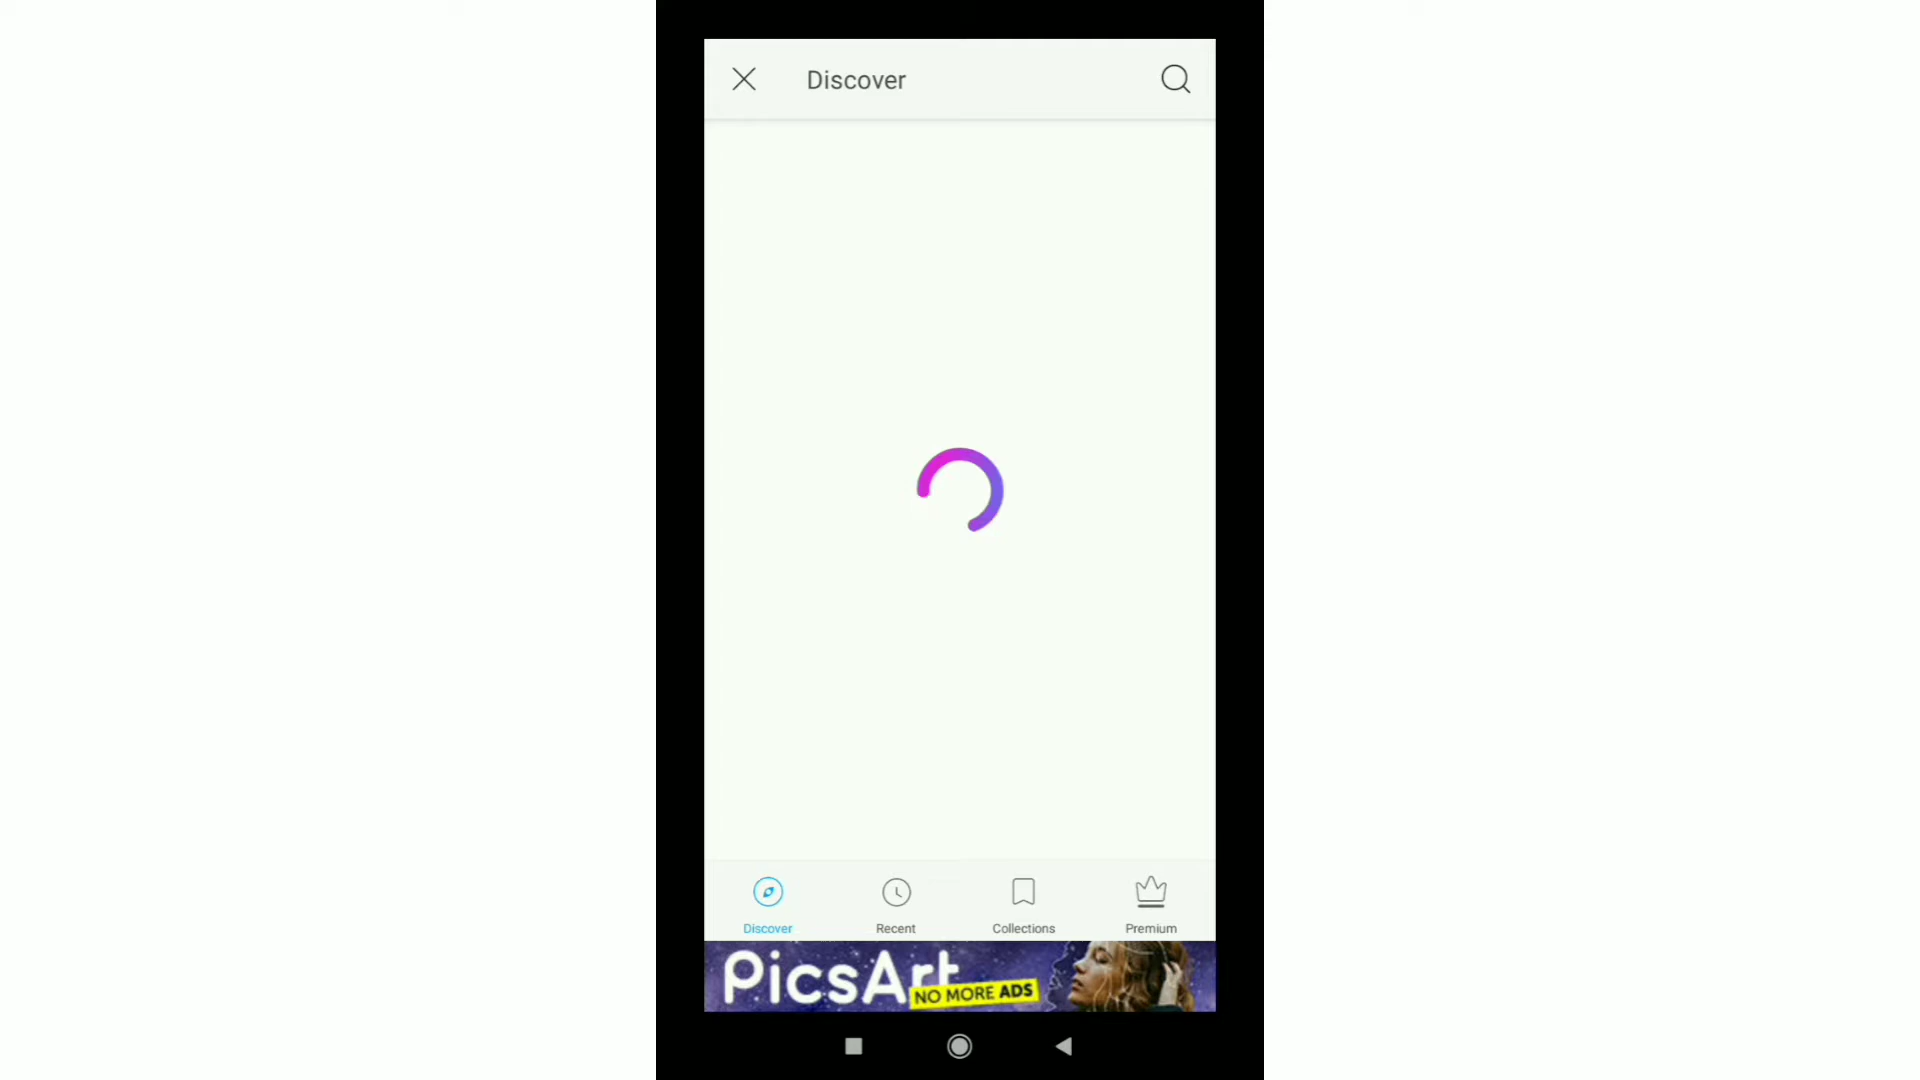 Discover
Discover
Recent
Collections
Premium
PicsArt
NO MORE ADS